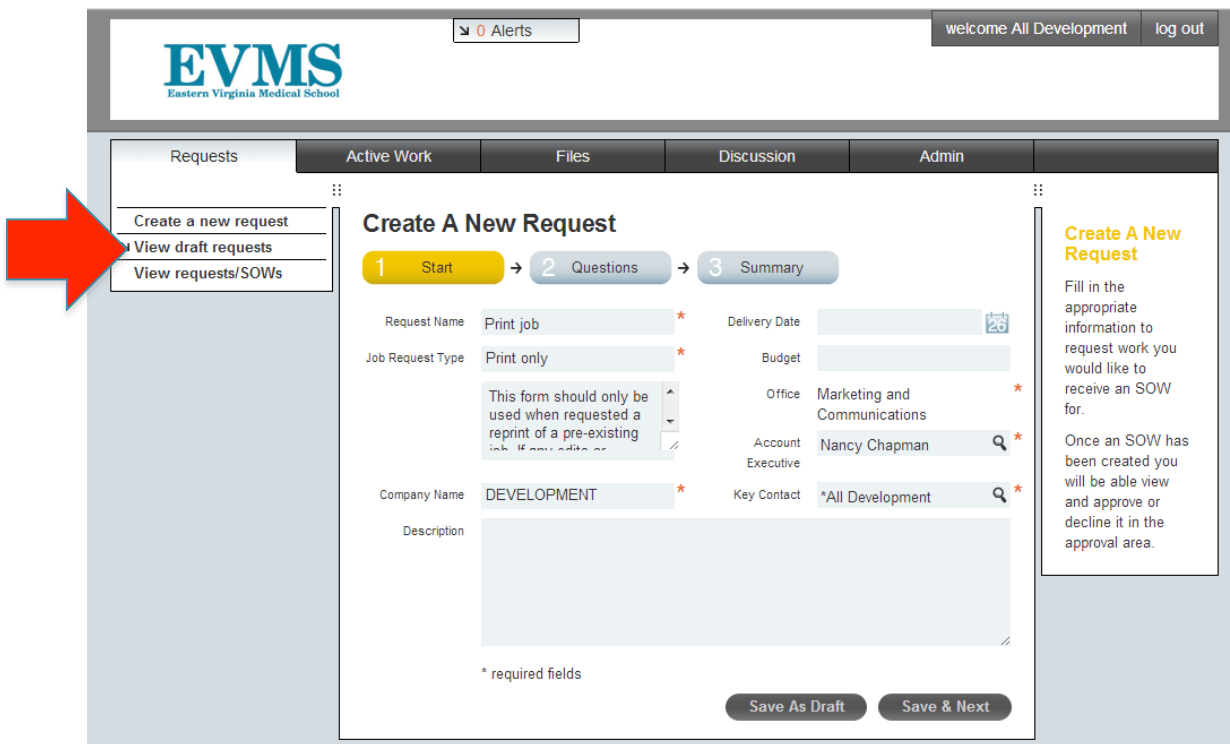 0 Alerts
welcome All Development
log out
EVMS
Eastern Virginia Medical School
Requests
Active Work
Files
Discussion
Admin
Create a new request
View draft requests
View requests/SOWs
Create A New Request
1 Start
2 Questions
3 Summary
Request Name
Print job
*
Job Request Type
Print only
*
This form should only be
used when requested a
reprint of a pre-existing
job. If any edits or
Company Name
DEVELOPMENT
*
Delivery Date
26
Budget
Office
Marketing and
Communications
*
Account
Executive
Nancy Chapman
*
Key Contact
*All Development
*
Description
* required fields
Save As Draft
Save & Next
Create A New
Request
Fill in the
appropriate
information to
request work you
would like to
receive an SOW
for.
Once an SOW has
been created you
will be able view
and approve or
decline it in the
approval area.